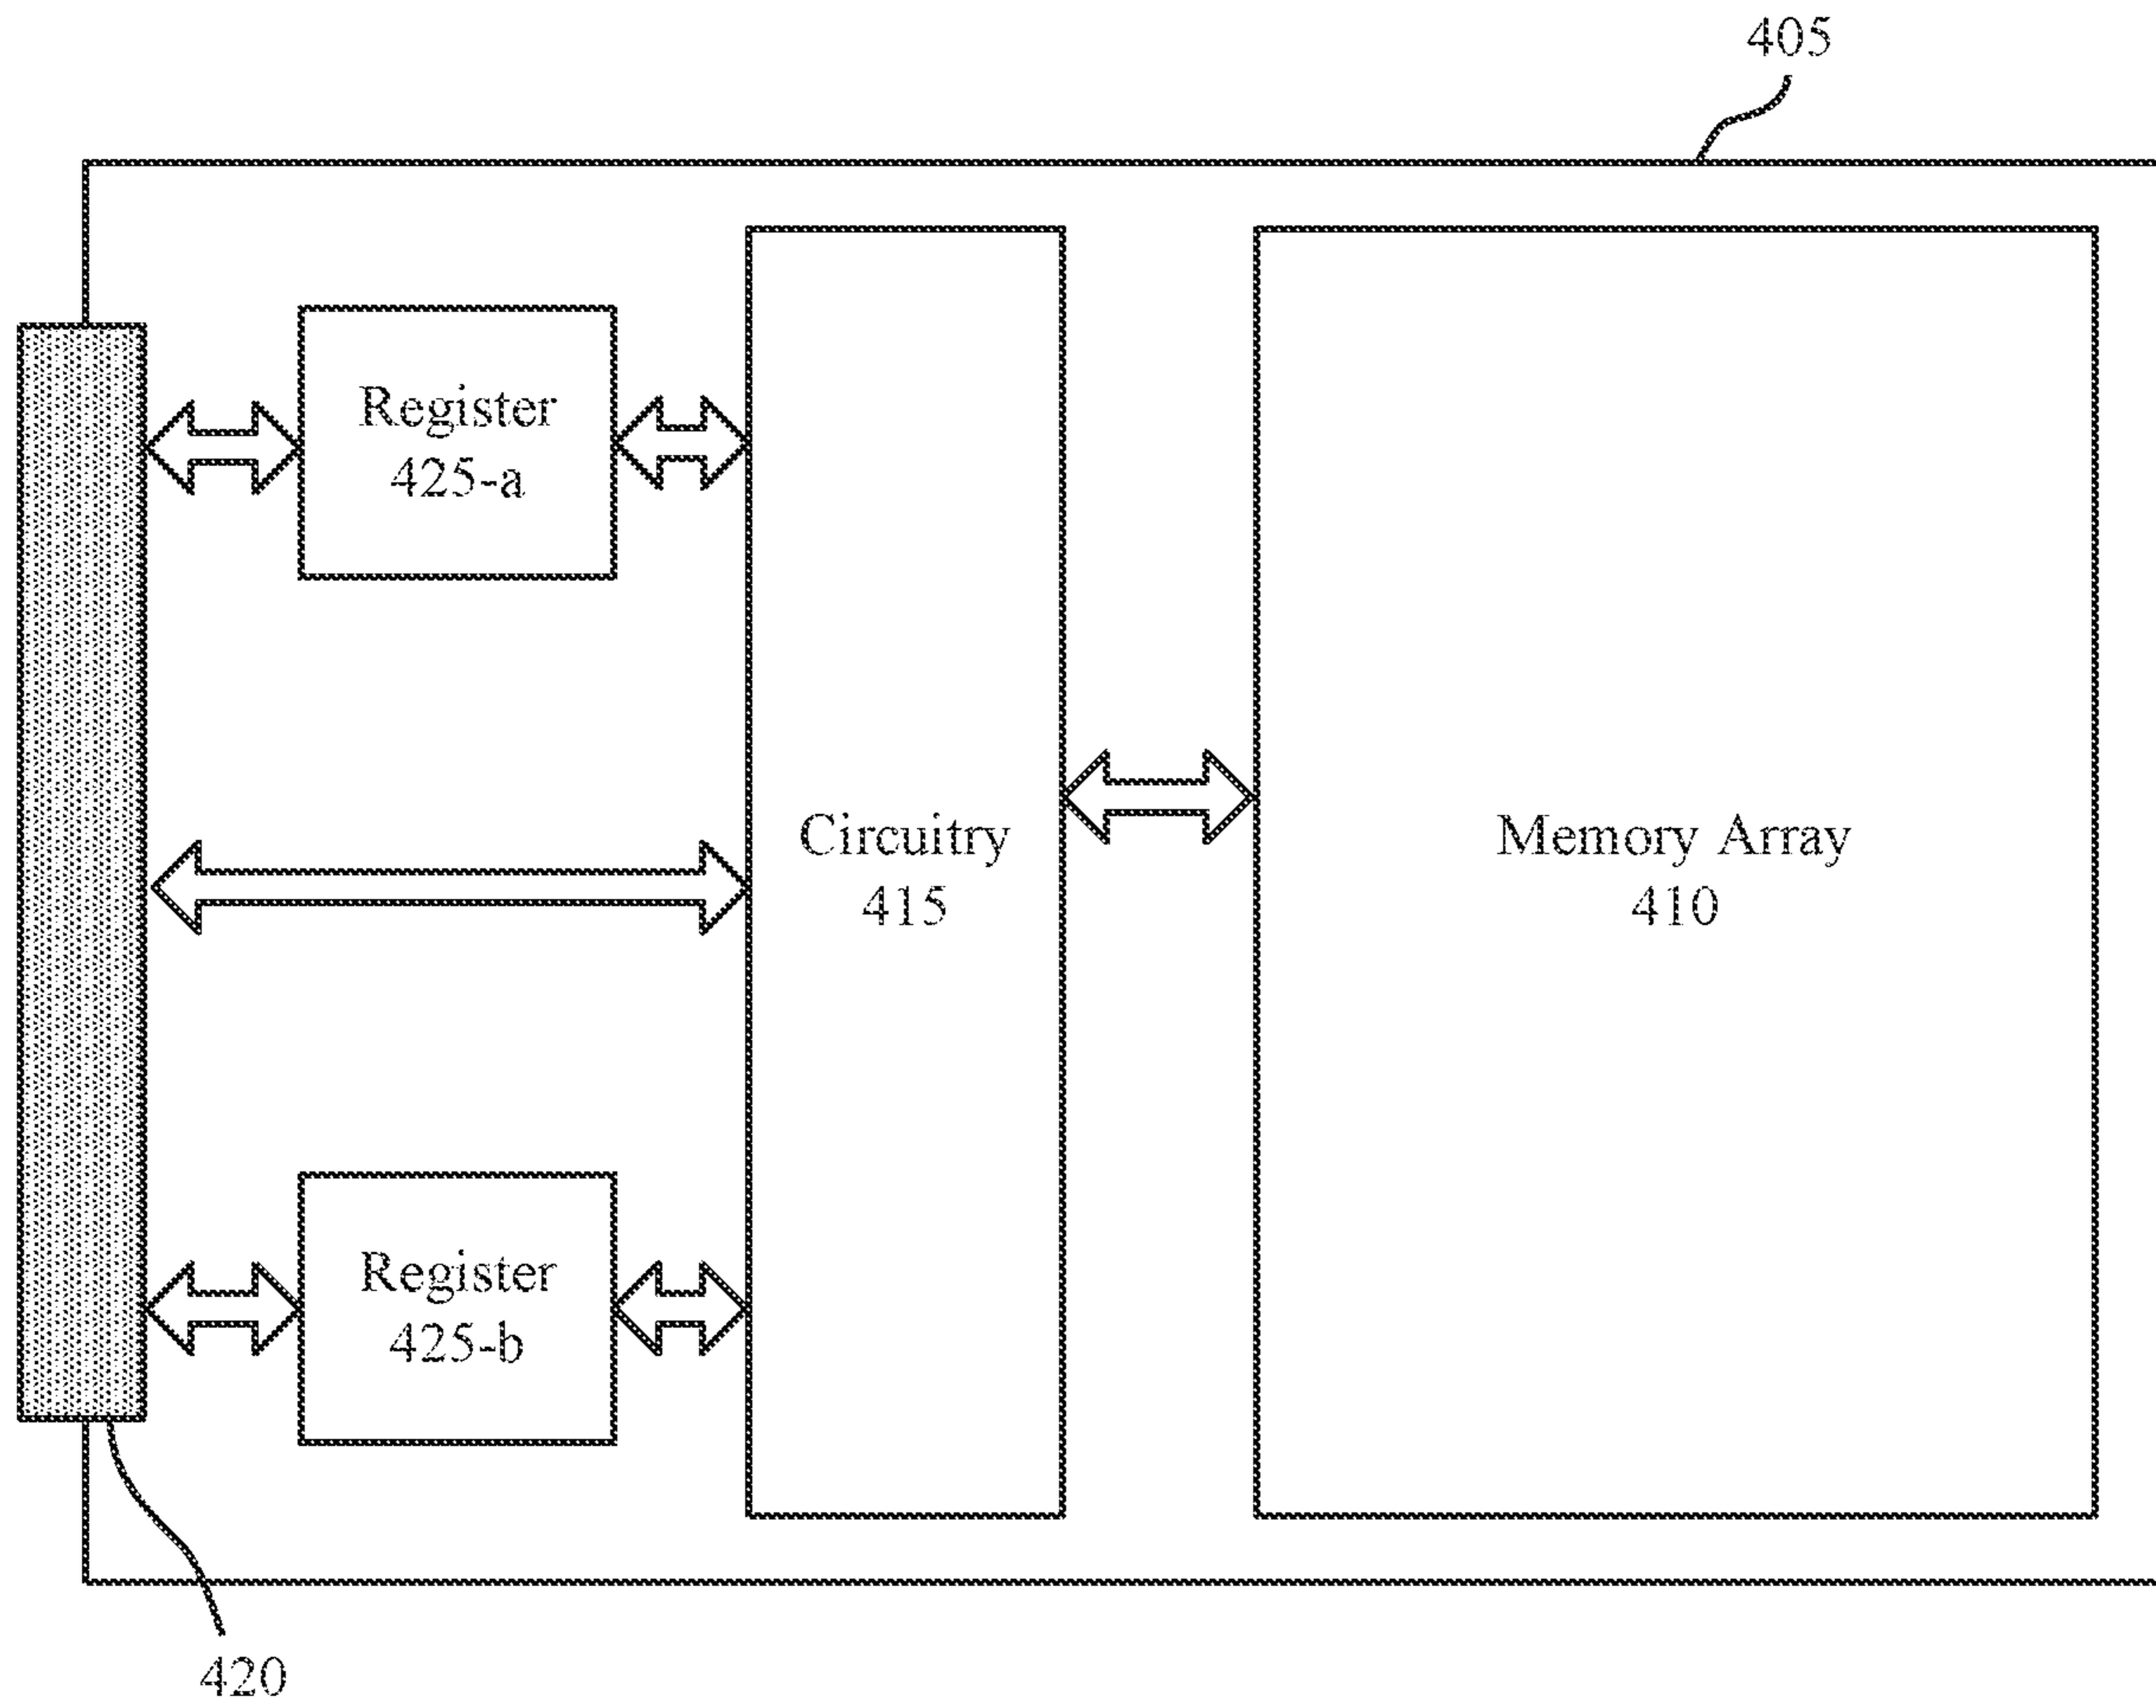 405
Register
425-a
Circuitry
415
Memory Array
410
Register
425-b
420